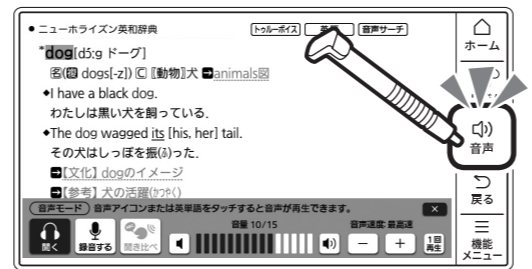 ● ニューホライズン英和辞典
トゥルーボイス
音声サーチ
*dog[dɔ́ːg ドーグ]
名(複 dogs[-z]) C 〖動物〗犬 ➡animals図
◆I have a black dog.
わたしは黒い犬を飼っている.
◆The dog wagged its [his, her] tail.
その犬はしっぽを振(ふ)った.
➡【文化】dogのイメージ
➡【参考】犬の活躍(かつやく)
音声モード 音声アイコンまたは英単語をタッチすると音声が再生できます。 ×
聞く
録音する
聞き比べ
音量 10/15
音声速度: 最高速
− +
1回
再生
ホーム
音声
戻る
機能
メニュー